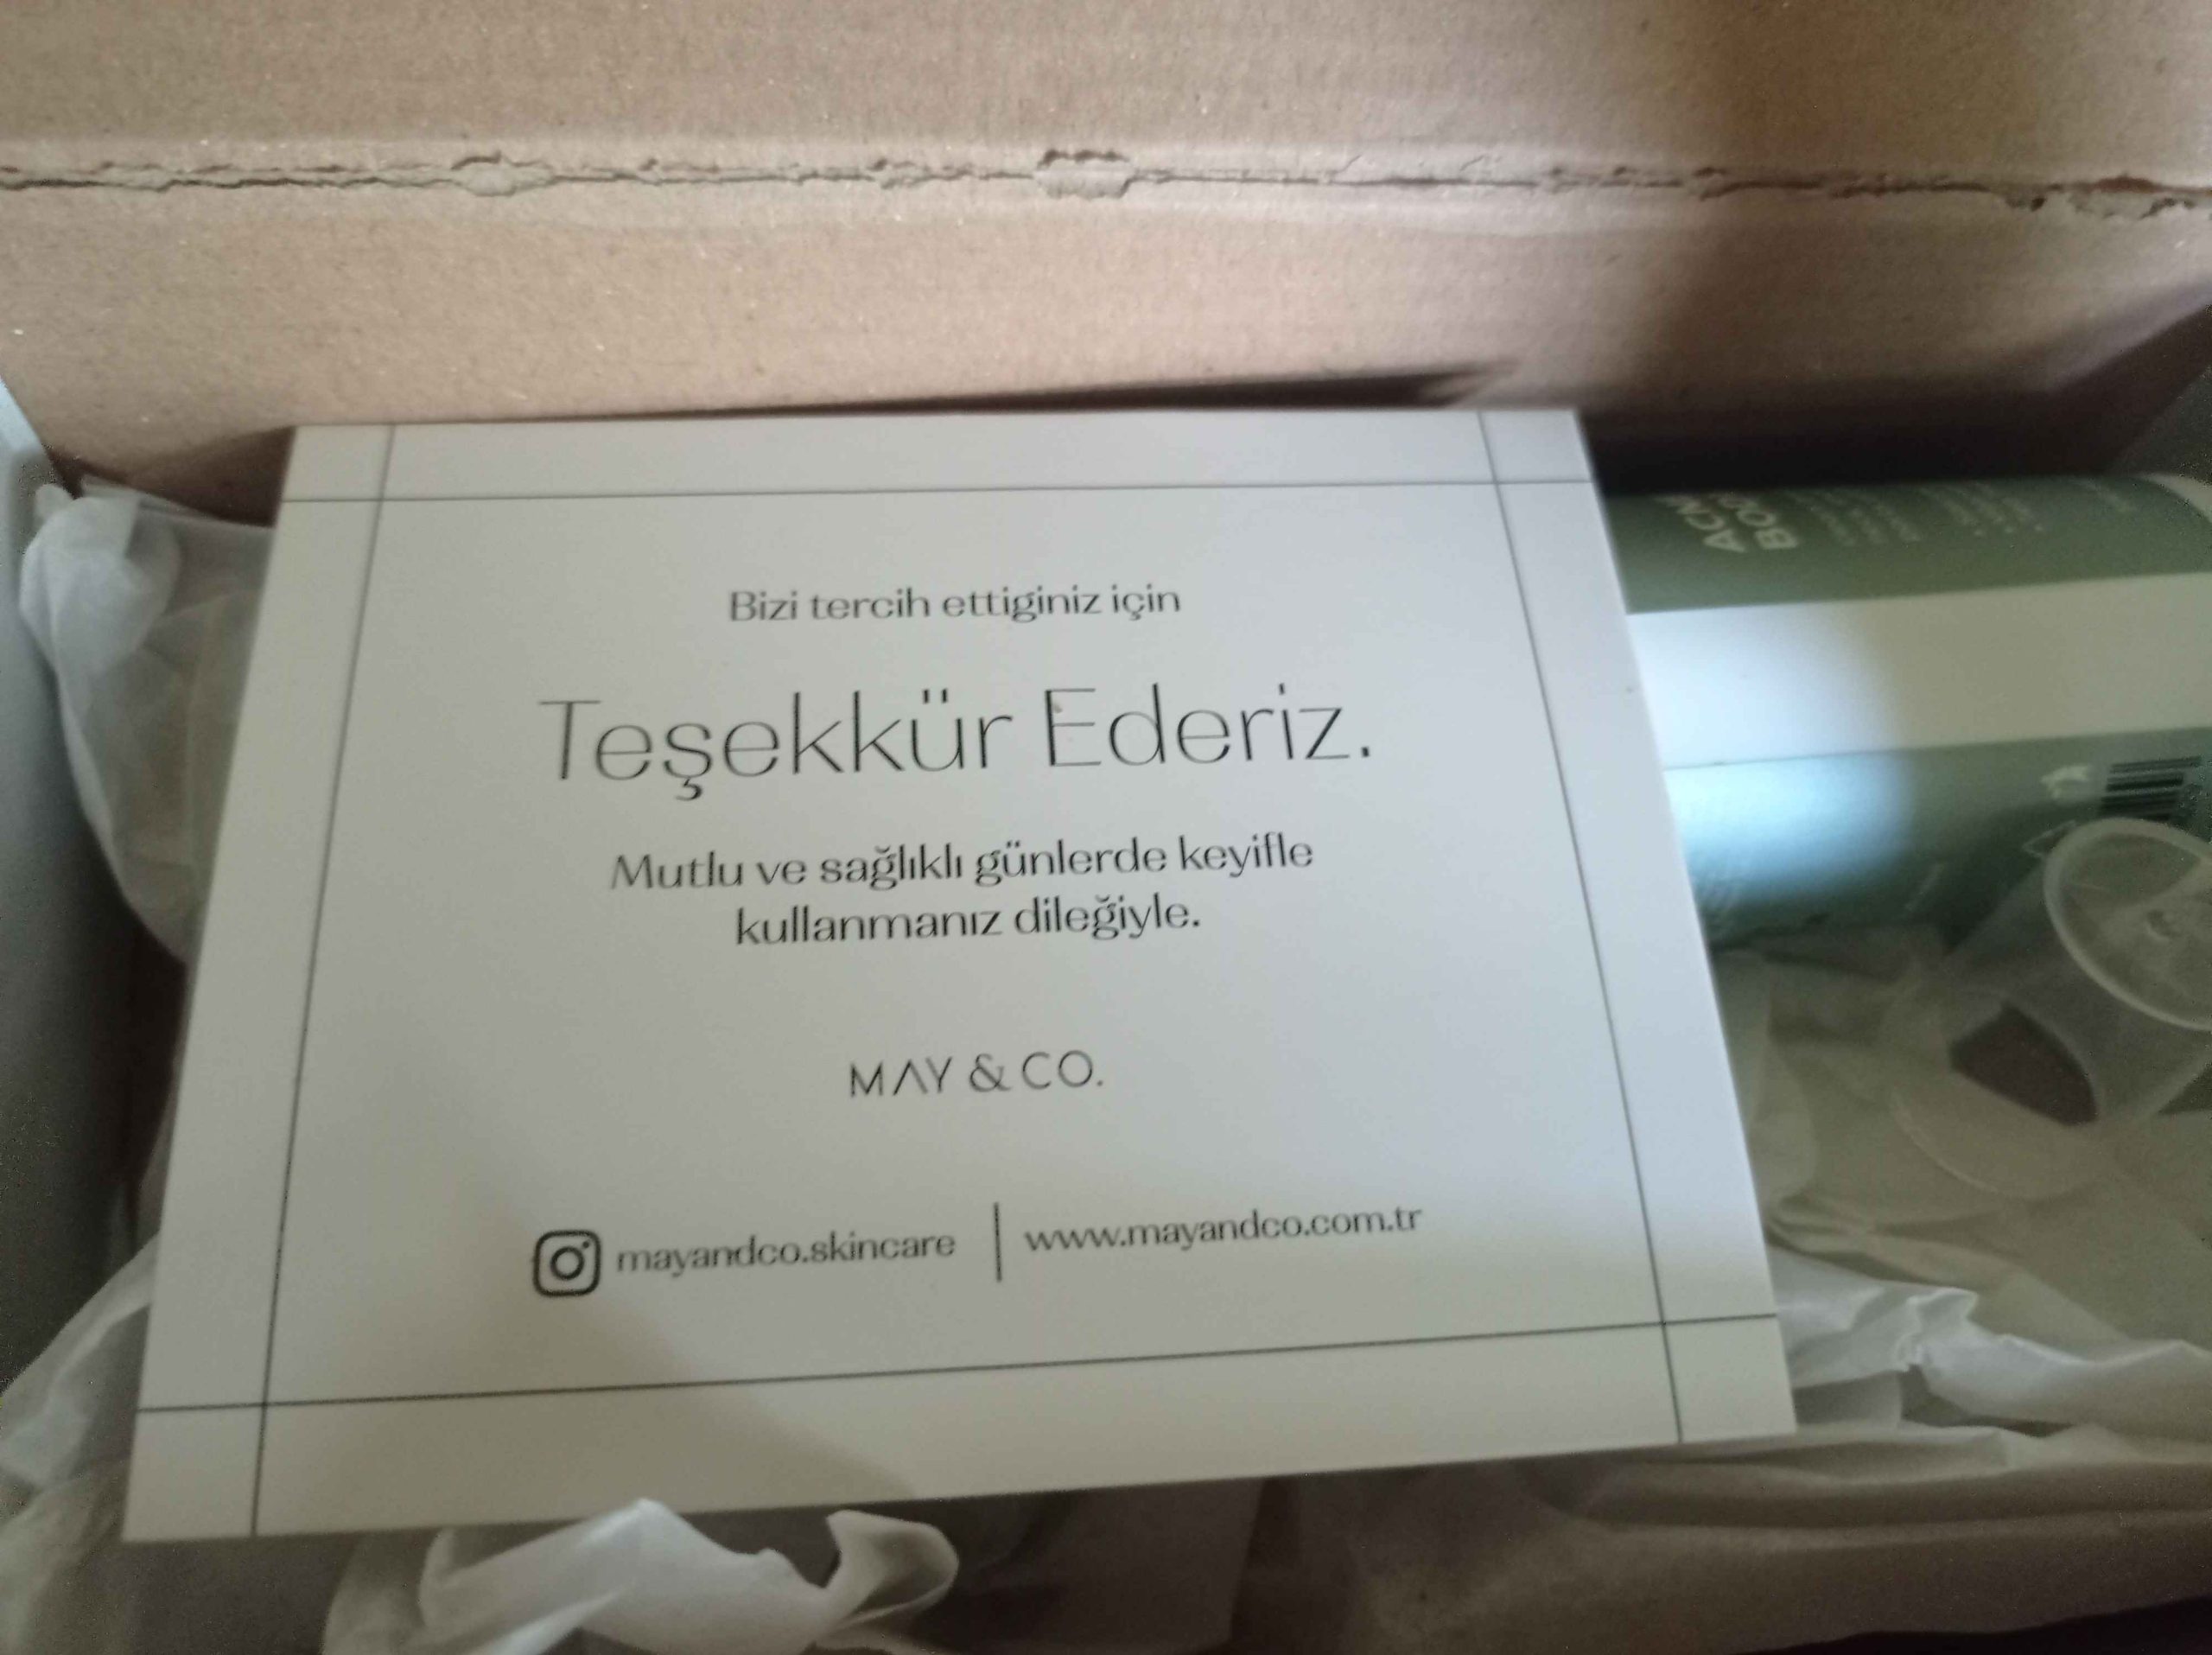 Bizi tercih ettiginiz için
Teşekkür Ederiz.
Mutlu ve sağlıklı günlerde keyifle
kullanmanız dileğiyle.
MAY & CO.
mayandco.skincare | www.mayandco.com.tr